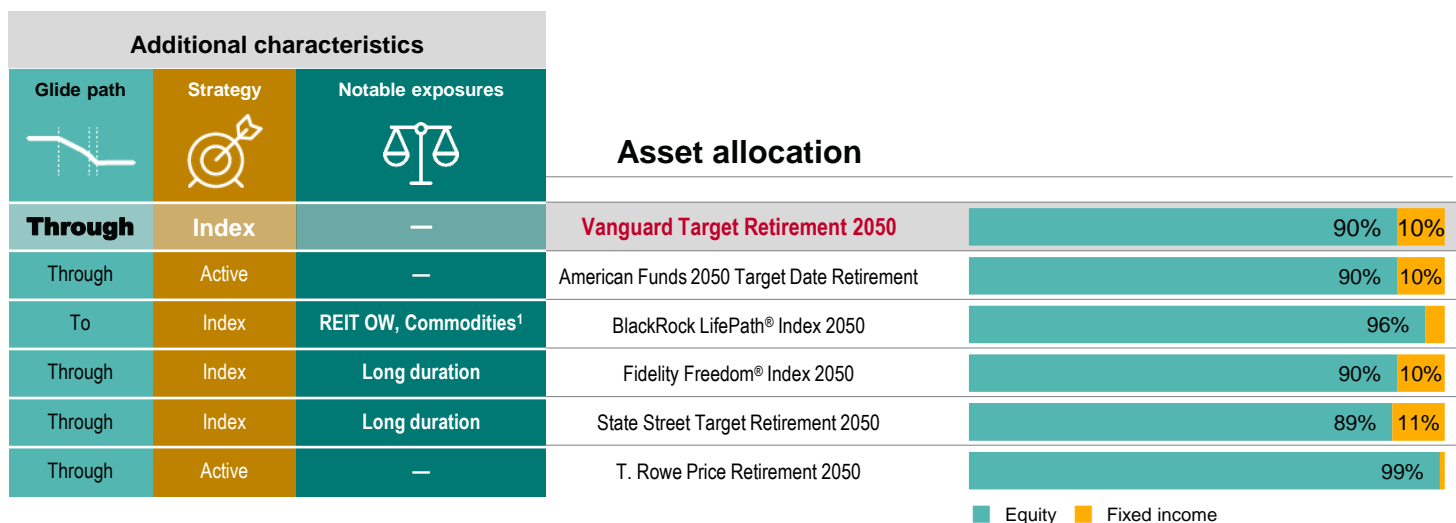 Additional characteristics
Glide path Strategy Notable exposures
Asset allocation
Through Index — Vanguard Target Retirement 2050 90% 10%
Through Active — American Funds 2050 Target Date Retirement 90% 10%
To Index REIT OW, Commodities¹ BlackRock LifePath® Index 2050 96%
Through Index Long duration Fidelity Freedom® Index 2050 90% 10%
Through Index Long duration State Street Target Retirement 2050 89% 11%
Through Active — T. Rowe Price Retirement 2050 99%
Equity Fixed income